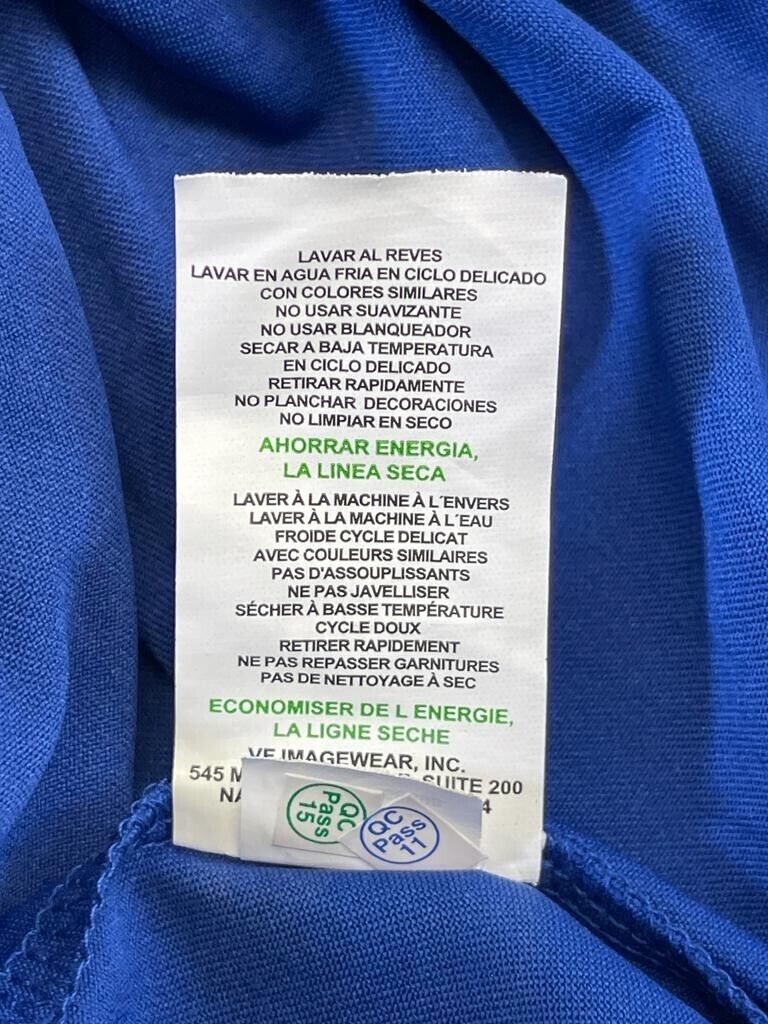 LAVAR AL REVES
LAVAR EN AGUA FRIA EN CICLO DELICADO
CON COLORES SIMILARES
NO USAR SUAVIZANTE
NO USAR BLANQUEADOR
SECAR A BAJA TEMPERATURA
EN CICLO DELICADO
RETIRAR RAPIDAMENTE
NO PLANCHAR DECORACIONES
NO LIMPIAR EN SECO
AHORRAR ENERGIA,
LA LINEA SECA
LAVER À LA MACHINE À L´ENVERS
LAVER À LA MACHINE À L´EAU
FROIDE CYCLE DELICAT
AVEC COULEURS SIMILAIRES
PAS D'ASSOUPLISSANTS
NE PAS JAVELLISER
SÉCHER À BASSE TEMPÉRATURE
CYCLE DOUX
RETIRER RAPIDEMENT
NE PAS REPASSER GARNITURES
PAS DE NETTOYAGE À SEC
ECONOMISER DE L ENERGIE,
LA LIGNE SECHE
VF IMAGEWEAR, INC.
545 SUITE 200
QC
Pass
15
QC
Pass
11